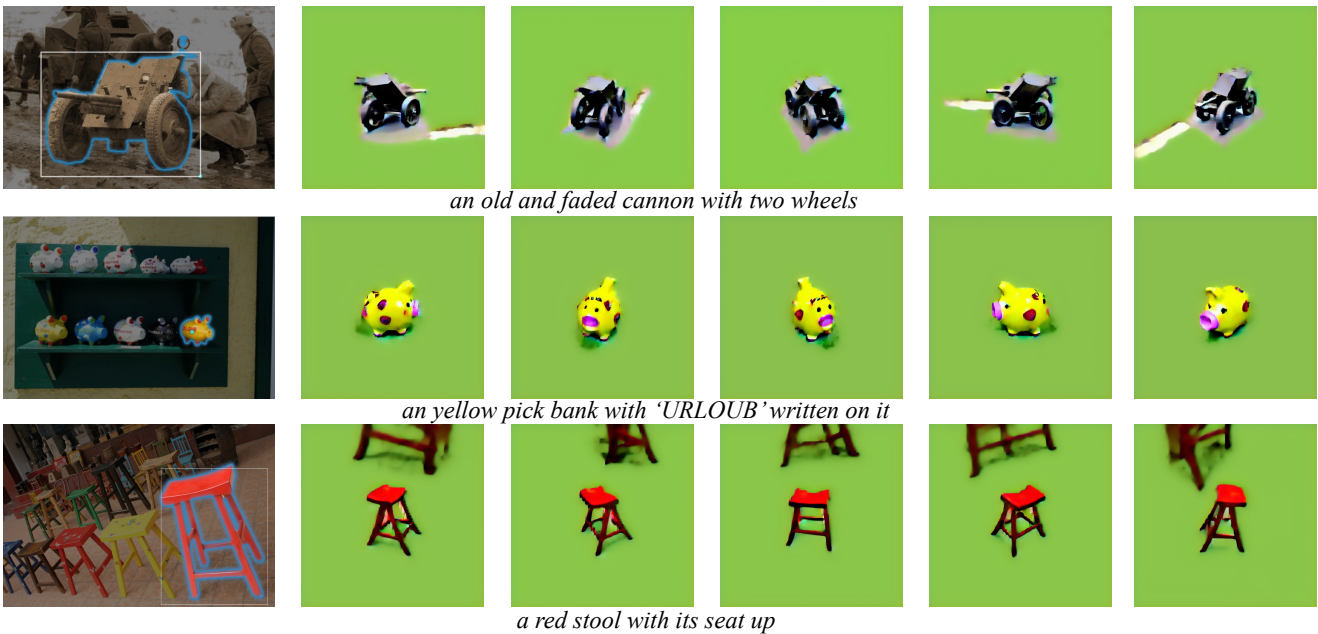 an old and faded cannon with two wheels
an yellow pick bank with ‘URLOUB’ written on it
a red stool with its seat up